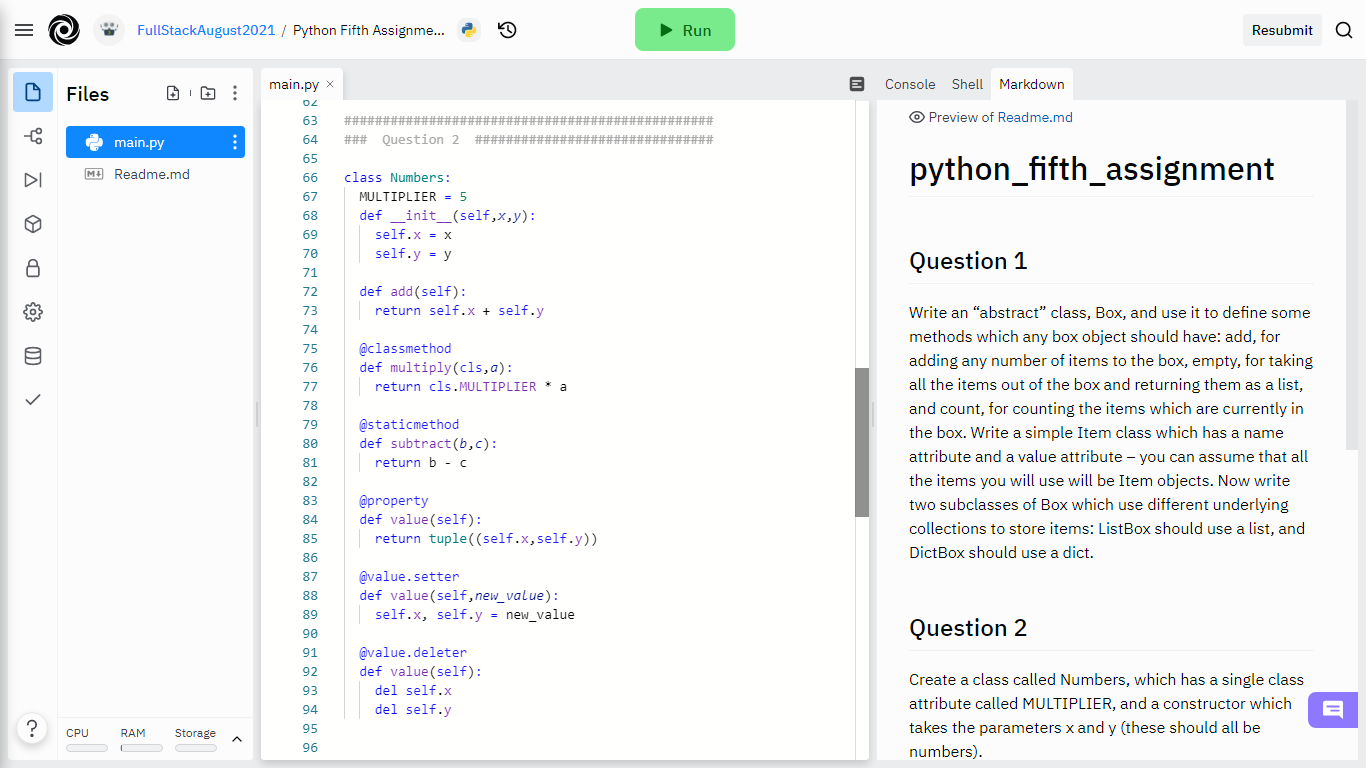 FullStackAugust2021 / Python Fifth Assignme...
Run
Resubmit
Files
main.py
Readme.md
CPU
RAM
Storage
main.py ×
62
63 ################################################
64 ###  Question 2  ###############################
65
66 class Numbers:
67   MULTIPLIER = 5
68   def __init__(self,x,y):
69     self.x = x
70     self.y = y
71
72   def add(self):
73     return self.x + self.y
74
75   @classmethod
76   def multiply(cls,a):
77     return cls.MULTIPLIER * a
78
79   @staticmethod
80   def subtract(b,c):
81     return b - c
82
83   @property
84   def value(self):
85     return tuple((self.x,self.y))
86
87   @value.setter
88   def value(self,new_value):
89     self.x, self.y = new_value
90
91   @value.deleter
92   def value(self):
93     del self.x
94     del self.y
95
96
Console
Shell
Markdown
Preview of Readme.md
python_fifth_assignment
Question 1
Write an “abstract” class, Box, and use it to define some
methods which any box object should have: add, for
adding any number of items to the box, empty, for taking
all the items out of the box and returning them as a list,
and count, for counting the items which are currently in
the box. Write a simple Item class which has a name
attribute and a value attribute – you can assume that all
the items you will use will be Item objects. Now write
two subclasses of Box which use different underlying
collections to store items: ListBox should use a list, and
DictBox should use a dict.
Question 2
Create a class called Numbers, which has a single class
attribute called MULTIPLIER, and a constructor which
takes the parameters x and y (these should all be
numbers).